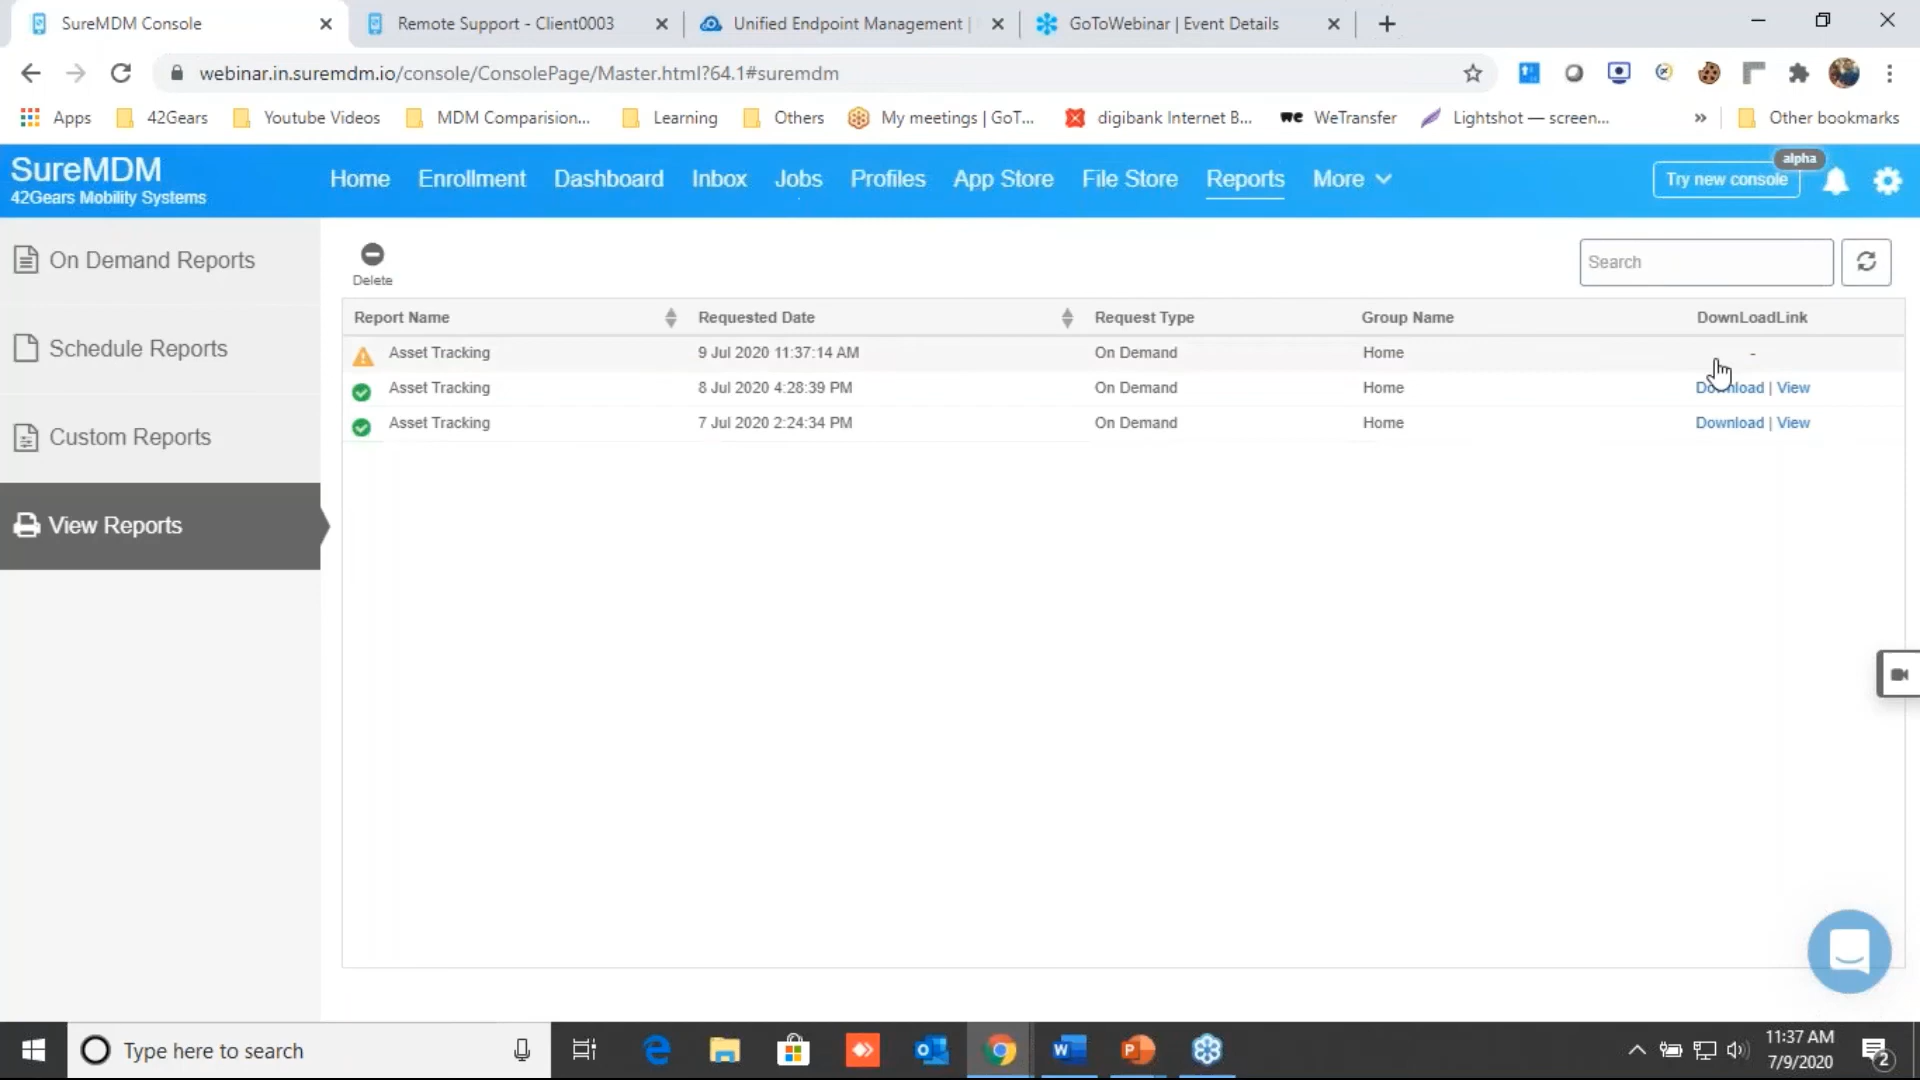 SureMDM Console
Remote Support - Client0003
Unified Endpoint Management |
GoToWebinar | Event Details
webinar.in.suremdm.io/console/ConsolePage/Master.html?64.1#suremdm
Apps 42Gears Youtube Videos MDM Comparision... Learning Others My meetings | GoT... digibank Internet B... we WeTransfer Lightshot — screen... » Other bookmarks
SureMDM
42Gears Mobility Systems
Home Enrollment Dashboard Inbox Jobs Profiles App Store File Store Reports More
alpha
Try new console
On Demand Reports
Schedule Reports
Custom Reports
View Reports
Delete
Search
Report Name Requested Date Request Type Group Name DownLoadLink
Asset Tracking 9 Jul 2020 11:37:14 AM On Demand Home -
Asset Tracking 8 Jul 2020 4:28:39 PM On Demand Home Download | View
Asset Tracking 7 Jul 2020 2:24:34 PM On Demand Home Download | View
Type here to search
11:37 AM
7/9/2020
2